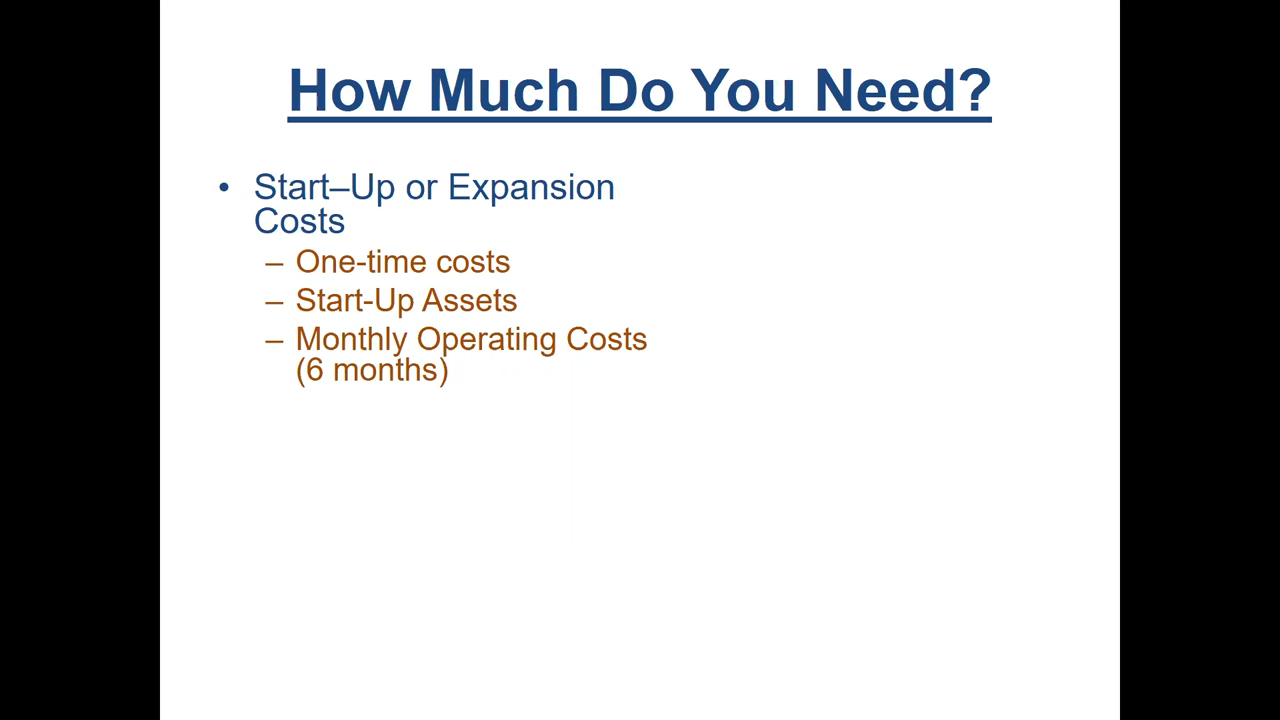 How Much Do You Need?
• Start–Up or Expansion
Costs
– One-time costs
– Start-Up Assets
– Monthly Operating Costs
(6 months)